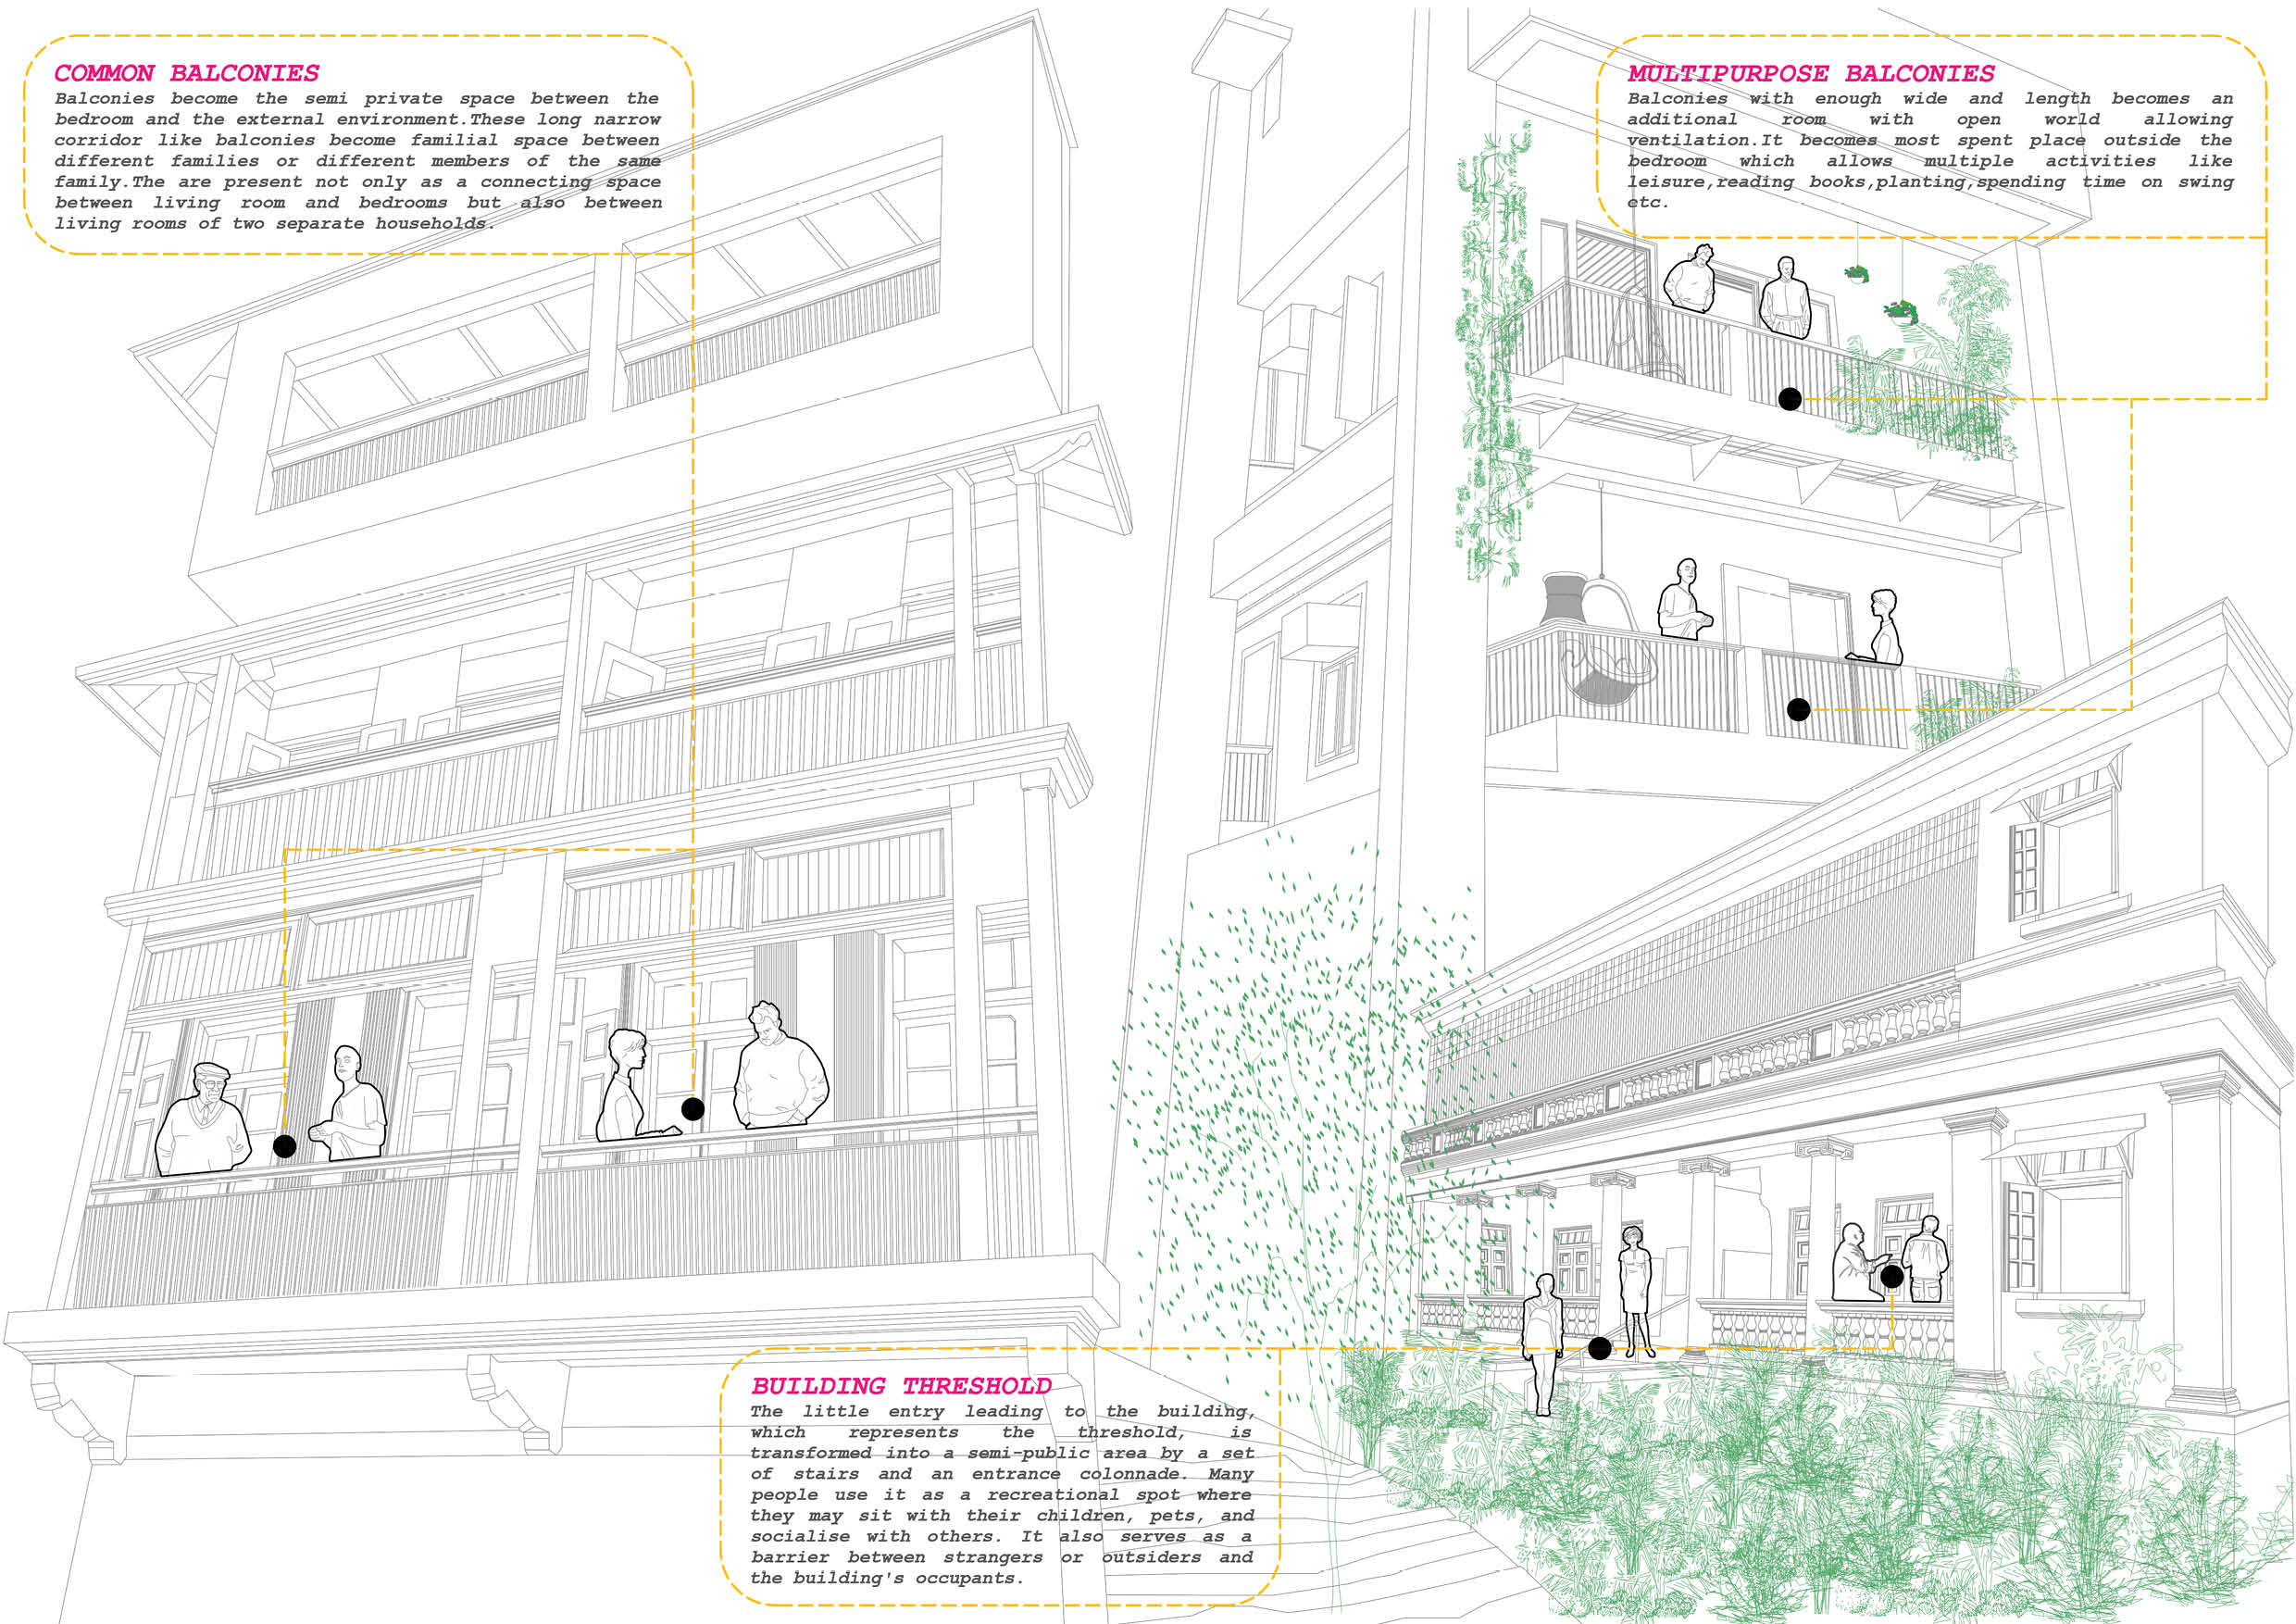 COMMON BALCONIES
Balconies become the semi private space between the
bedroom and the external environment.These long narrow
corridor like balconies become familial space between
different families or different members of the same
family.The are present not only as a connecting space
between living room and bedrooms but also between
living rooms of two separate households.
MULTIPURPOSE BALCONIES
Balconies with enough wide and length becomes an
additional room with open world allowing
ventilation.It becomes most spent place outside the
bedroom which allows multiple activities like
leisure,reading books,planting,spending time on swing
etc.
BUILDING THRESHOLD
The little entry leading to the building,
which represents the threshold, is
transformed into a semi-public area by a set
of stairs and an entrance colonnade. Many
people use it as a recreational spot where
they may sit with their children, pets, and
socialise with others. It also serves as a
barrier between strangers or outsiders and
the building's occupants.